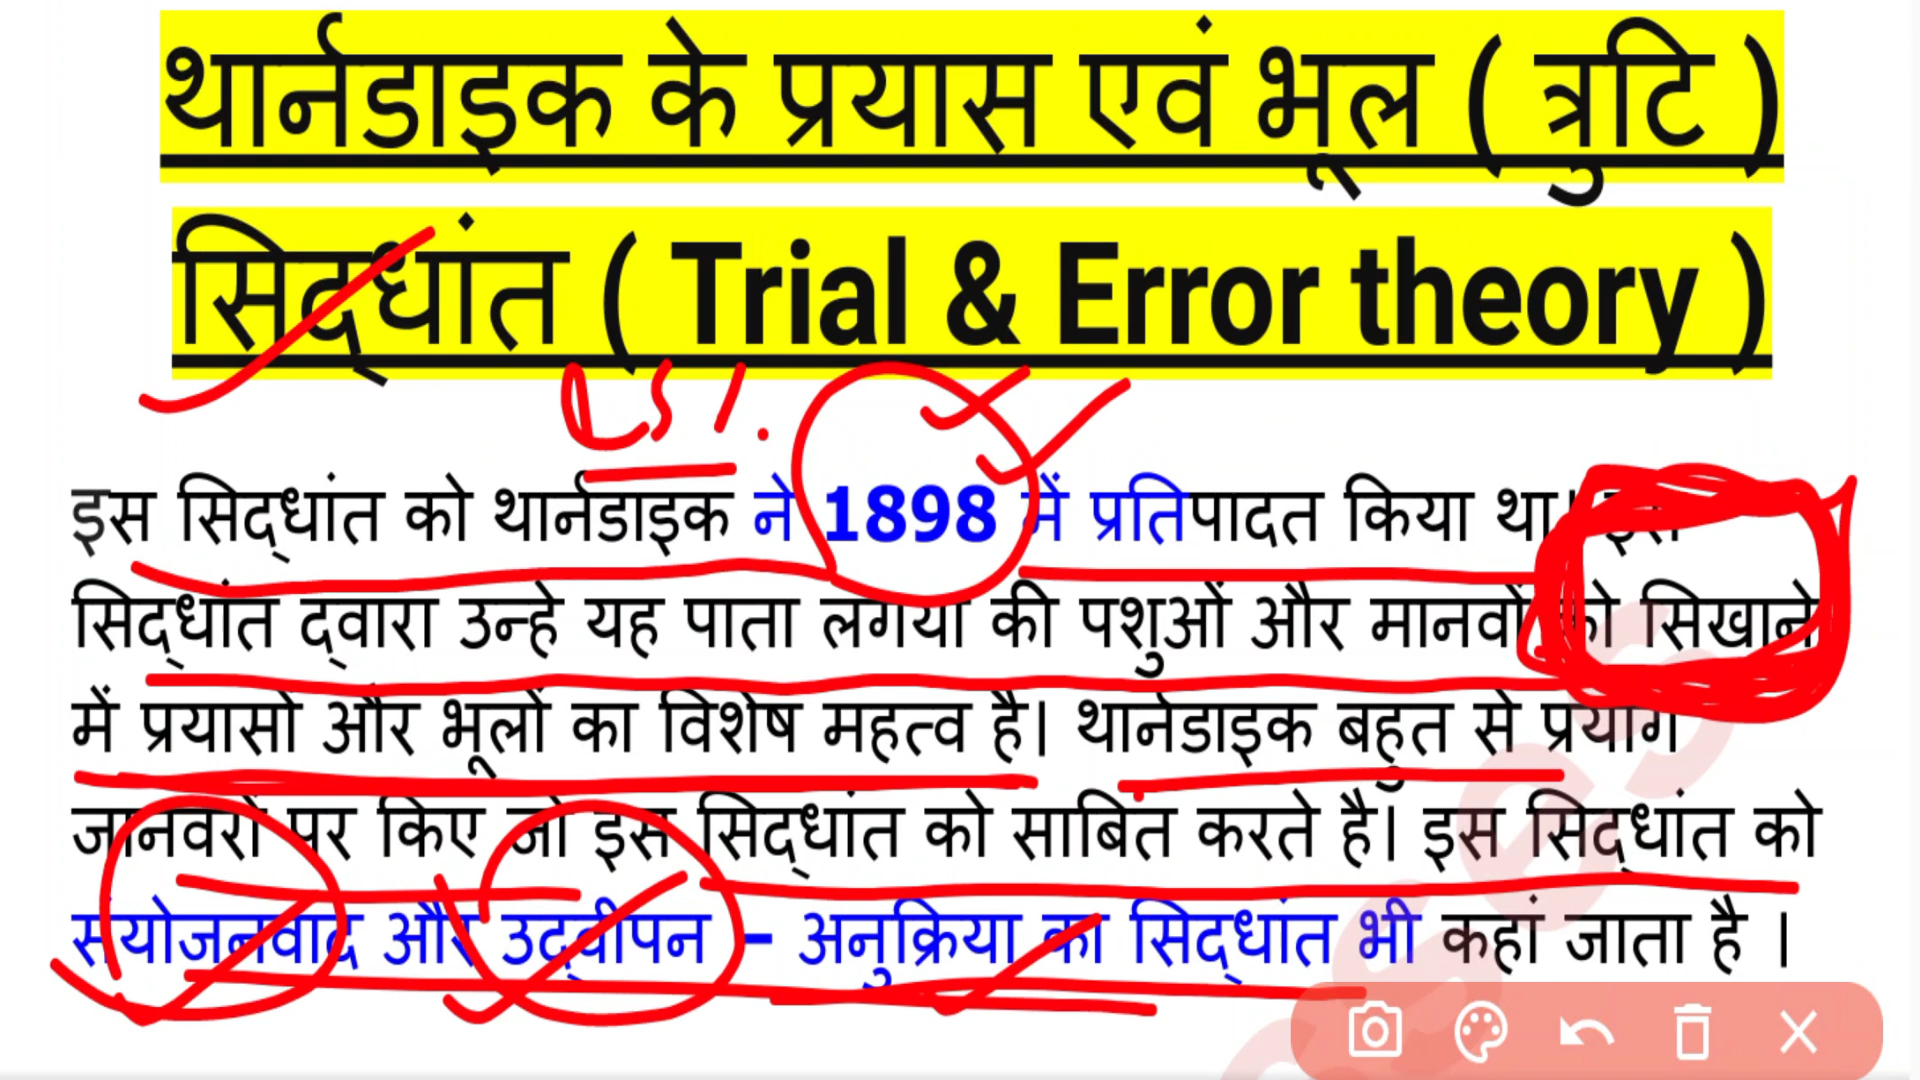 थार्नडाइक के प्रयास एवं भूल ( त्रुटि )
सिद्धांत ( Trial & Error theory )
इस सिद्धांत को थार्नडाइक ने 1898 में प्रतिपादत किया था। इस
सिद्धांत द्वारा उन्हे यह पाता लगया की पशुओं और मानवों को सिखाने
में प्रयासो और भूलों का विशेष महत्व है। थार्नडाइक बहुत से प्रयोग
जानवरों पर किए जो इस सिद्धांत को साबित करते है। इस सिद्धांत को
संयोजनवाद और उद्वीपन – अनुक्रिया का सिद्धांत भी कहां जाता है ।